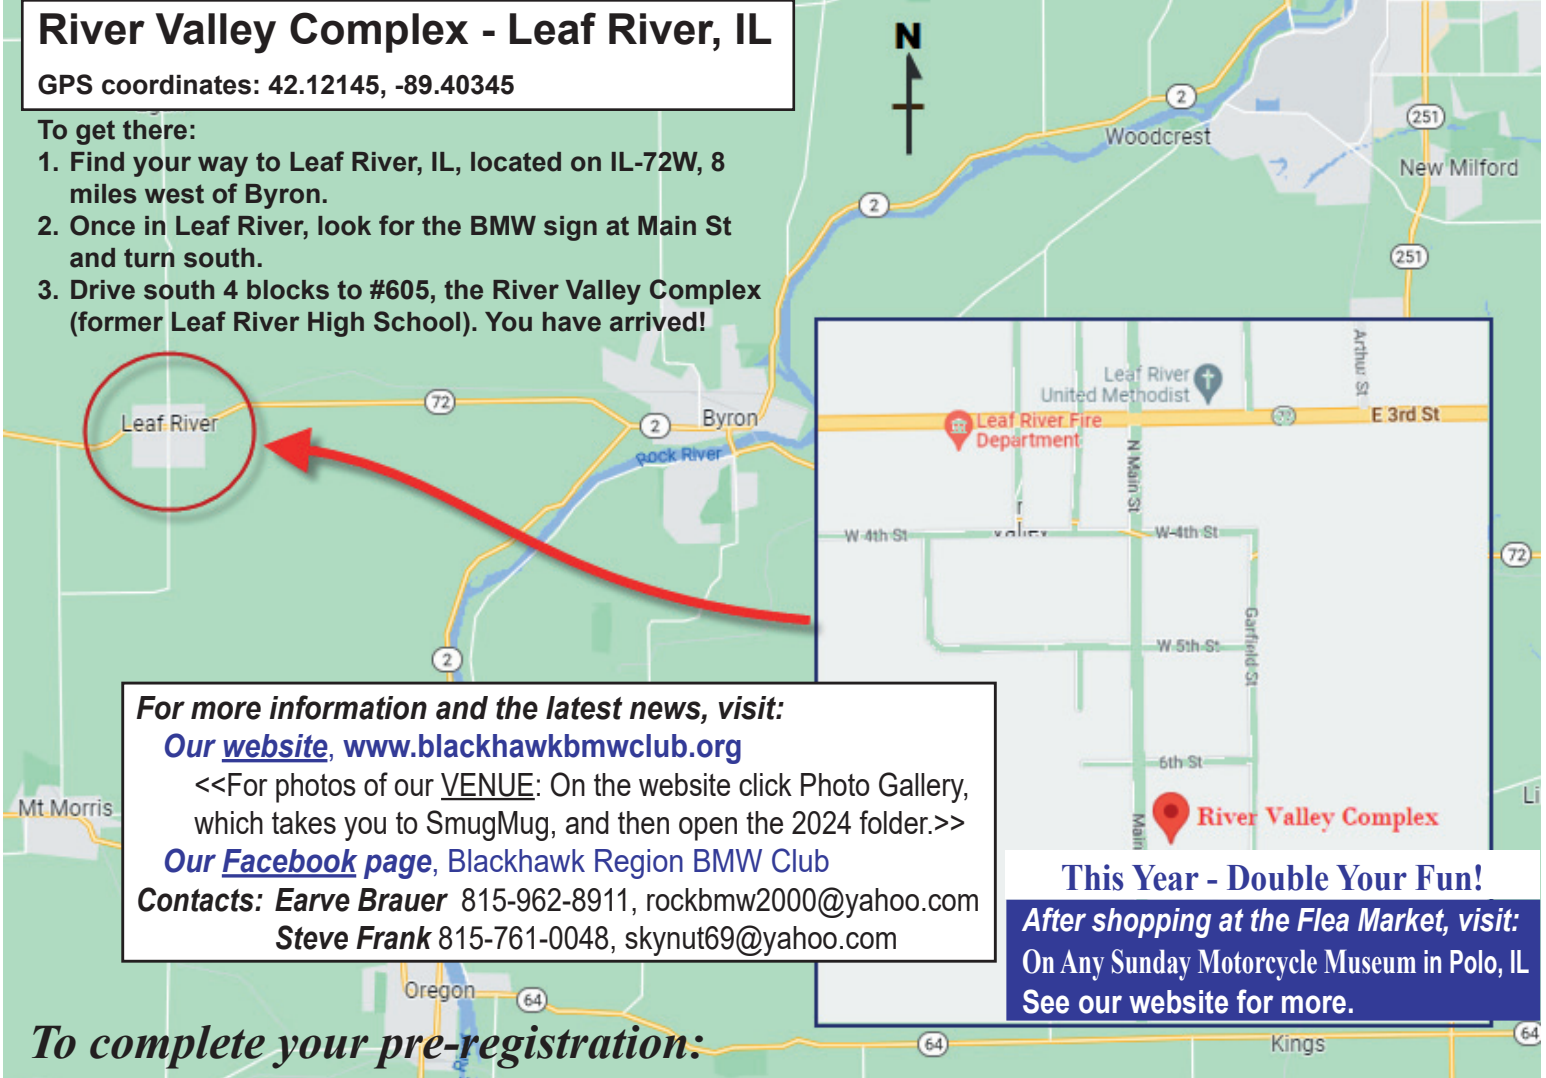 River Valley Complex - Leaf River, IL
GPS coordinates: 42.12145, -89.40345
To get there:
1. Find your way to Leaf River, IL, located on IL-72W, 8
miles west of Byron.
2. Once in Leaf River, look for the BMW sign at Main St
and turn south.
3. Drive south 4 blocks to #605, the River Valley Complex
(former Leaf River High School). You have arrived!
N
2
Woodcrest
251
New Milford
2
251
Leaf River
72
2
Byron
Rock River
Arthur St
Leaf River
United Methodist
72
E 3rd St
Leaf River Fire
Department
N Main St
W 4th St
W 4th St
72
Garfield St
W 5th St
2
6th St
Main
River Valley Complex
Mt Morris
Li
For more information and the latest news, visit:
Our website, www.blackhawkbmwclub.org
<<For photos of our VENUE: On the website click Photo Gallery,
which takes you to SmugMug, and then open the 2024 folder.>>
Our Facebook page, Blackhawk Region BMW Club
Contacts: Earve Brauer 815-962-8911, rockbmw2000@yahoo.com
Steve Frank 815-761-0048, skynut69@yahoo.com
This Year - Double Your Fun!
After shopping at the Flea Market, visit:
On Any Sunday Motorcycle Museum in Polo, IL
See our website for more.
Oregon
64
64
Kings
64
To complete your pre-registration: